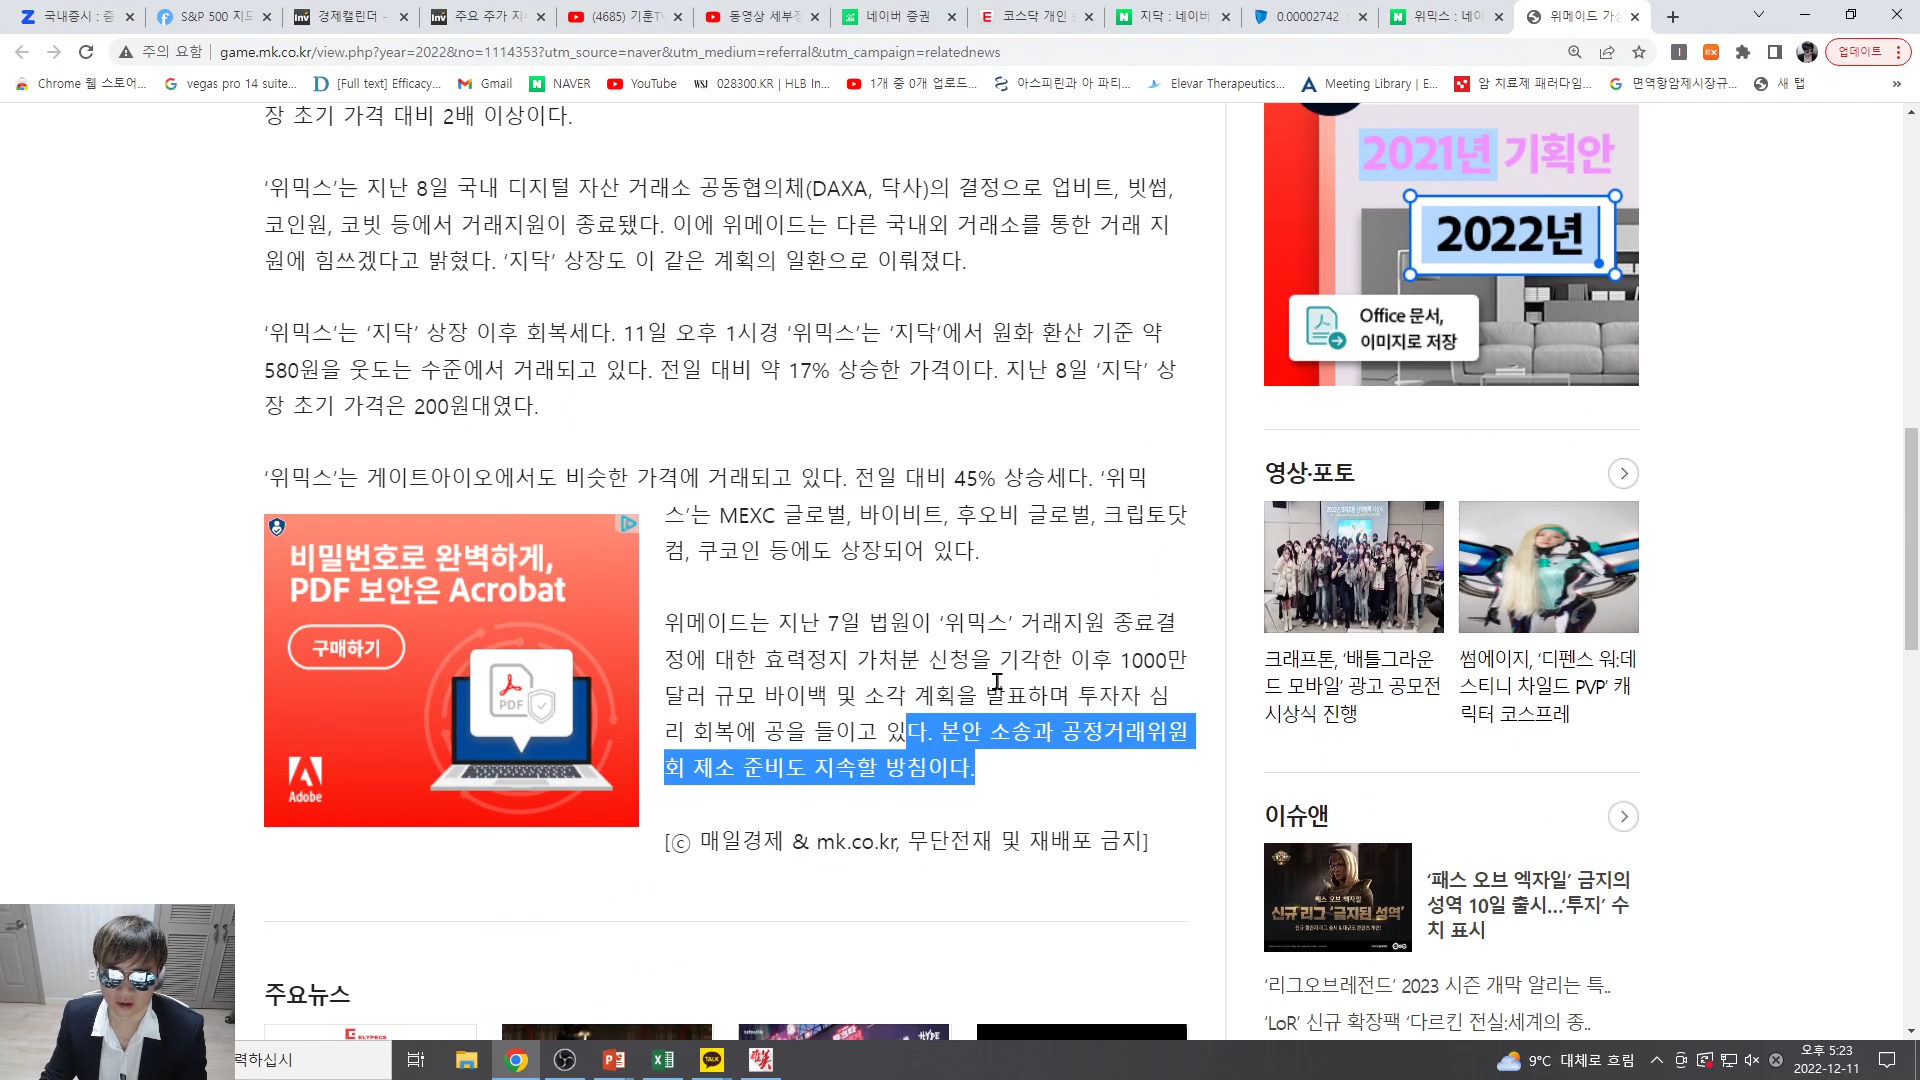 국내증시 : 증
S&P 500 지도
경제캘린더 -
주요 주가 지수
(4685) 기훈TV
동영상 세부정
네이버 증권
코스닥 개인 순
지닥 : 네이버
0.00002742
위믹스 : 네이
위메이드 가상
주의 요함
game.mk.co.kr/view.php?year=2022&no=1114353?utm_source=naver&utm_medium=referral&utm_campaign=relatednews
업데이트
Chrome 웹 스토어...
vegas pro 14 suite...
[Full text] Efficacy...
Gmail
NAVER
YouTube
WSJ 028300.KR | HLB In...
1개 중 0개 업로드...
아스피린과 아 파티...
Elevar Therapeutics...
Meeting Library | E...
암 치료제 패러다임...
면역항암제시장규...
새 탭
장 초기 가격 대비 2배 이상이다.
‘위믹스’는 지난 8일 국내 디지털 자산 거래소 공동협의체(DAXA, 닥사)의 결정으로 업비트, 빗썸,
코인원, 코빗 등에서 거래지원이 종료됐다. 이에 위메이드는 다른 국내외 거래소를 통한 거래 지
원에 힘쓰겠다고 밝혔다. ‘지닥’ 상장도 이 같은 계획의 일환으로 이뤄졌다.
‘위믹스’는 ‘지닥’ 상장 이후 회복세다. 11일 오후 1시경 ‘위믹스’는 ‘지닥’에서 원화 환산 기준 약
580원을 웃도는 수준에서 거래되고 있다. 전일 대비 약 17% 상승한 가격이다. 지난 8일 ‘지닥’ 상
장 초기 가격은 200원대였다.
‘위믹스’는 게이트아이오에서도 비슷한 가격에 거래되고 있다. 전일 대비 45% 상승세다. ‘위믹
스’는 MEXC 글로벌, 바이비트, 후오비 글로벌, 크립토닷
컴, 쿠코인 등에도 상장되어 있다.
위메이드는 지난 7일 법원이 ‘위믹스’ 거래지원 종료결
정에 대한 효력정지 가처분 신청을 기각한 이후 1000만
달러 규모 바이백 및 소각 계획을 발표하며 투자자 심
리 회복에 공을 들이고 있다. 본안 소송과 공정거래위원
회 제소 준비도 지속할 방침이다.
[ⓒ 매일경제 & mk.co.kr, 무단전재 및 재배포 금지]
비밀번호로 완벽하게,
PDF 보안은 Acrobat
구매하기
PDF
Adobe
주요뉴스
ELYPECS
HYPE
2021년 기획안
2022년
Office 문서,
이미지로 저장
영상·포토
크래프톤, ‘배틀그라운
드 모바일’ 광고 공모전
시상식 진행
썸에이지, ‘디펜스 워:데
스티니 차일드 PVP’ 캐
릭터 코스프레
이슈앤
패스 오브 엑자일
신규 리그 ‘금지된 성역’
‘패스 오브 엑자일’ 금지의
성역 10일 출시…‘투지’ 수
치 표시
‘리그오브레전드’ 2023 시즌 개막 알리는 특..
‘LoR’ 신규 확장팩 ‘다르킨 전실:세계의 종..
력하십시
TALK
9°C 대체로 흐림
오후 5:23
2022-12-11